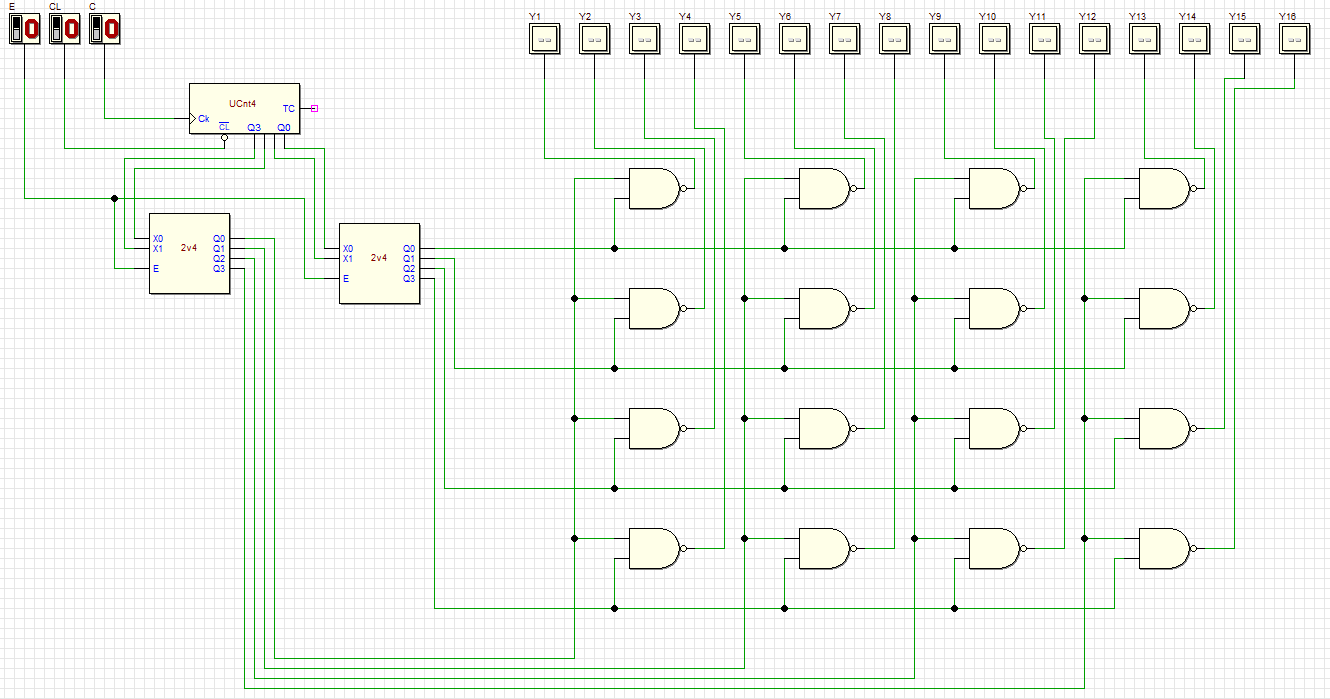 E CL C Y1 Y2 Y3 Y4 Y5 Y6 Y7 Y8 Y9 Y10 Y11 Y12 Y13 Y14 Y15 Y16
0 0 0 -- -- -- -- -- -- -- -- -- -- -- -- -- -- -- --
UCnt4 TC
Ck
CL Q3 Q0
X0 Q0
X1 2v4 Q1
Q2
E Q3
X0 Q0
X1 2v4 Q1
Q2
E Q3